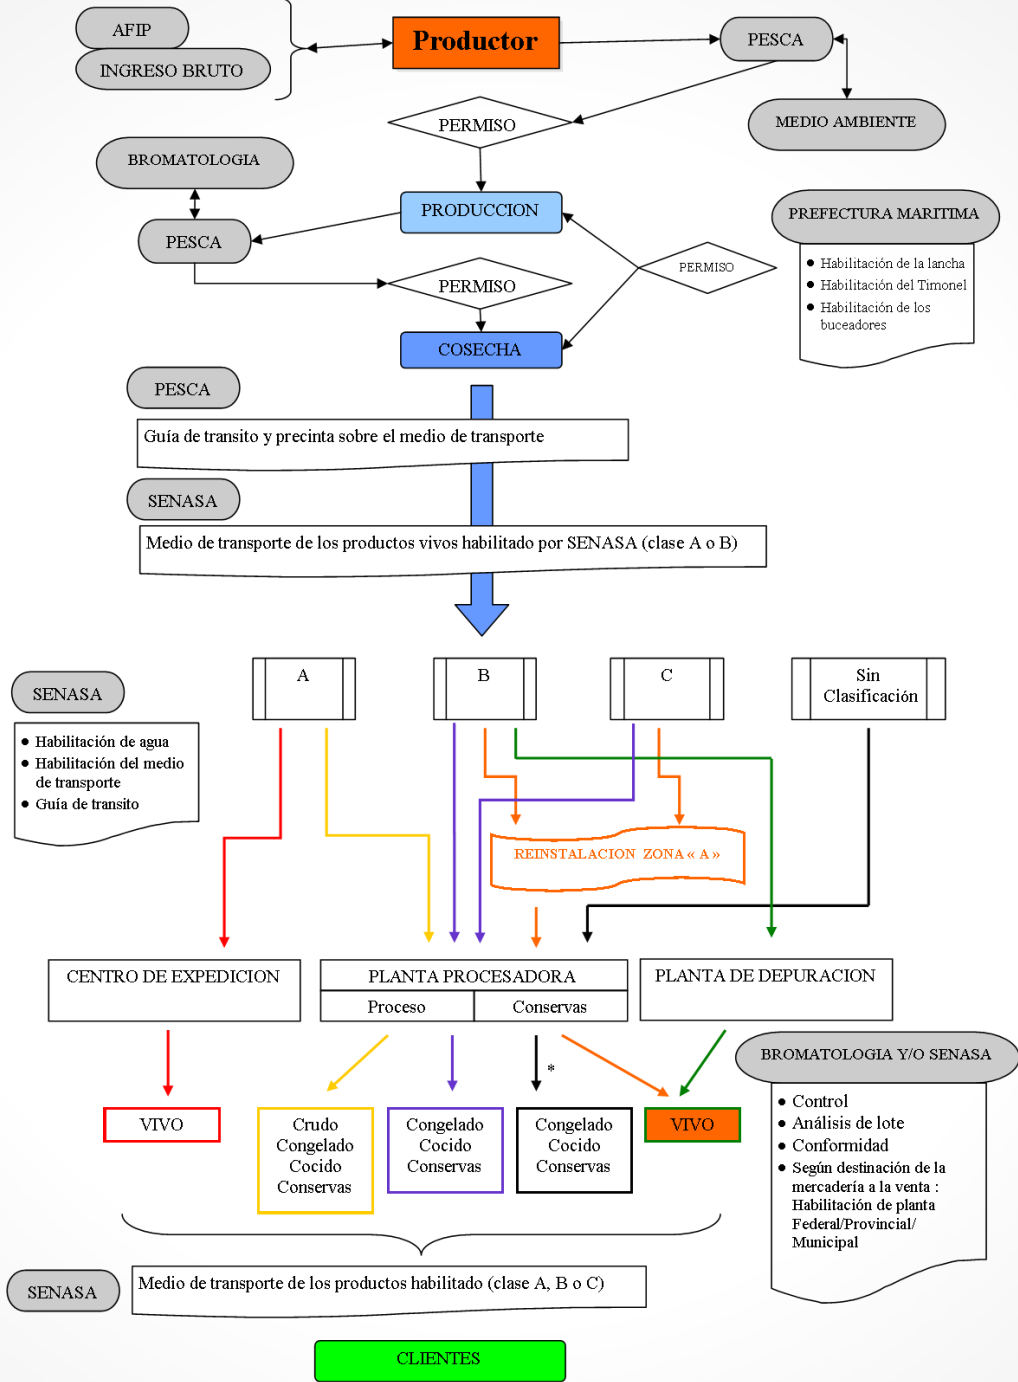 AFIP
INGRESO BRUTO
Productor
PESCA
MEDIO AMBIENTE
PERMISO
BROMATOLOGIA
PRODUCCION
PESCA
PERMISO
PERMISO
PREFECTURA MARITIMA
● Habilitación de la lancha
● Habilitación del Timonel
● Habilitación de los
buceadores
COSECHA
PESCA
Guía de transito y precinta sobre el medio de transporte
SENASA
Medio de transporte de los productos vivos habilitado por SENASA (clase A o B)
A
B
C
Sin
Clasificación
SENASA
● Habilitación de agua
● Habilitación del medio
de transporte
● Guía de transito
REINSTALACION ZONA « A »
CENTRO DE EXPEDICION
PLANTA PROCESADORA
Proceso
Conservas
PLANTA DE DEPURACION
*
BROMATOLOGIA Y/O SENASA
● Control
● Análisis de lote
● Conformidad
● Según destinación de la
mercadería a la venta :
Habilitación de planta
Federal/Provincial/
Municipal
VIVO
Crudo
Congelado
Cocido
Conservas
Congelado
Cocido
Conservas
Congelado
Cocido
Conservas
VIVO
SENASA
Medio de transporte de los productos habilitado (clase A, B o C)
CLIENTES